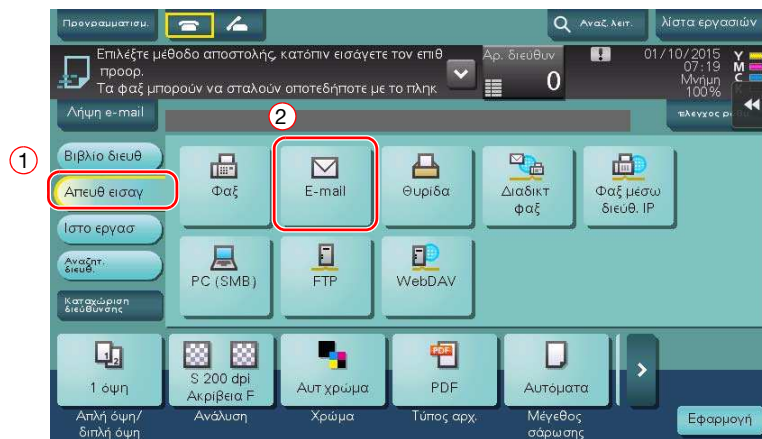 Προγραμματισμ.
Αναζ.λειτ.
λίστα εργασιών
Επιλέξτε μέθοδο αποστολής, κατόπιν εισάγετε τον επιθ
προορ.
Τα φαξ μπορούν να σταλούν οποτεδήποτε με το πληκ
Αρ. διευθυν
0
01/10/2015
07:19
Μνήμη
100%
Y
M
C
K
Λήψη e-mail
2
1
Βιβλίο διευθ
Απευθ εισαγ
Ιστο εργασ
Αναζητ.
διευθ.
Καταχώριση
διεύθυνσης
Φαξ
E-mail
Θυρίδα
Διαδικτ
φαξ
Φαξ μέσω
διεύθ. IP
PC (SMB)
FTP
WebDAV
1 όψη
S 200 dpi
Ακρίβεια F
Αυτ χρώμα
PDF
PDF
Αυτόματα
Απλή όψη/
διπλή όψη
Ανάλυση
Χρώμα
Τύπος αρχ.
Μέγεθος
σάρωσης
Εφαρμογή